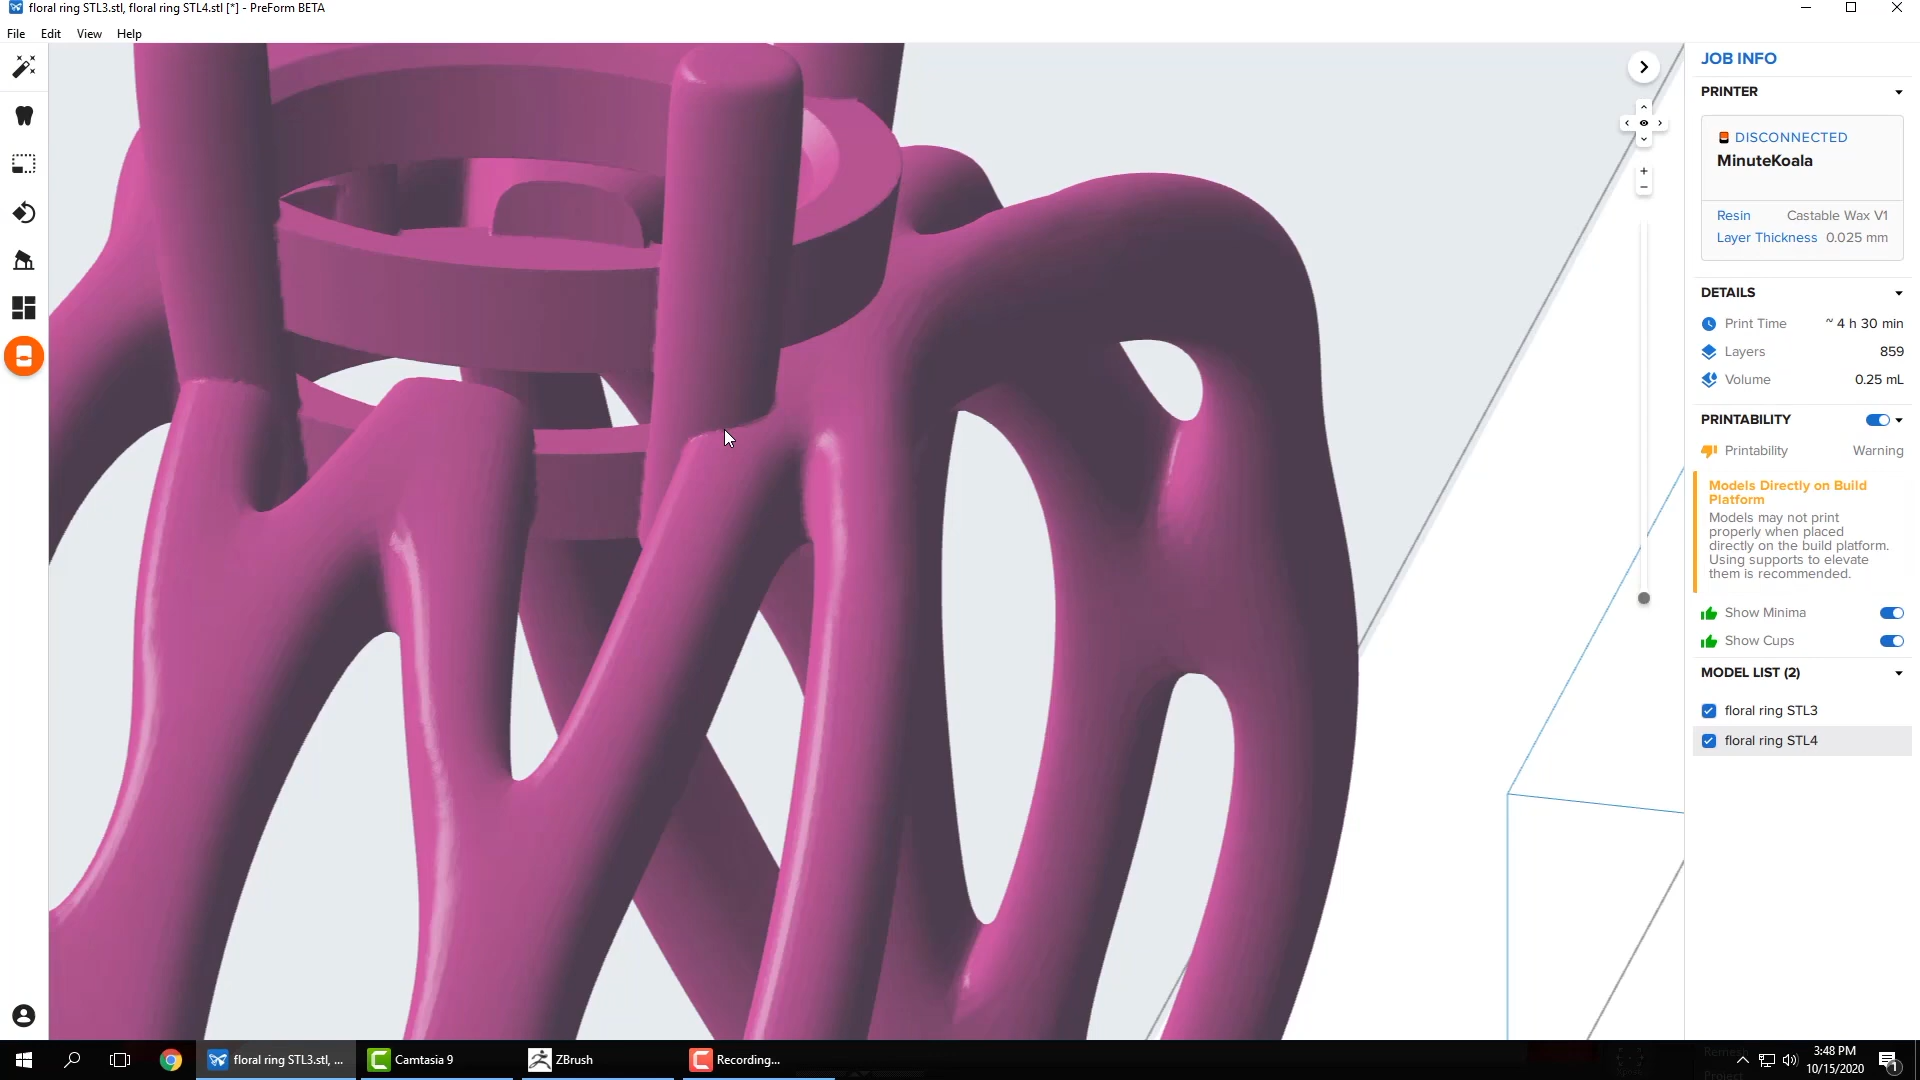 floral ring STL3.stl, floral ring STL4.stl [*] - PreForm BETA
File Edit View Help
JOB INFO
PRINTER
DISCONNECTED
MinuteKoala
Resin Castable Wax V1
Layer Thickness 0.025 mm
DETAILS
Print Time ~ 4 h 30 min
Layers 859
Volume 0.25 mL
PRINTABILITY
Printability Warning
Models Directly on Build
Platform
Models may not print
properly when placed
directly on the build platform.
Using supports to elevate
them is recommended.
Show Minima
Show Cups
MODEL LIST (2)
floral ring STL3
floral ring STL4
floral ring STL3.stl, ...
Camtasia 9
ZBrush
Recording...
3:48 PM
10/15/2020
1